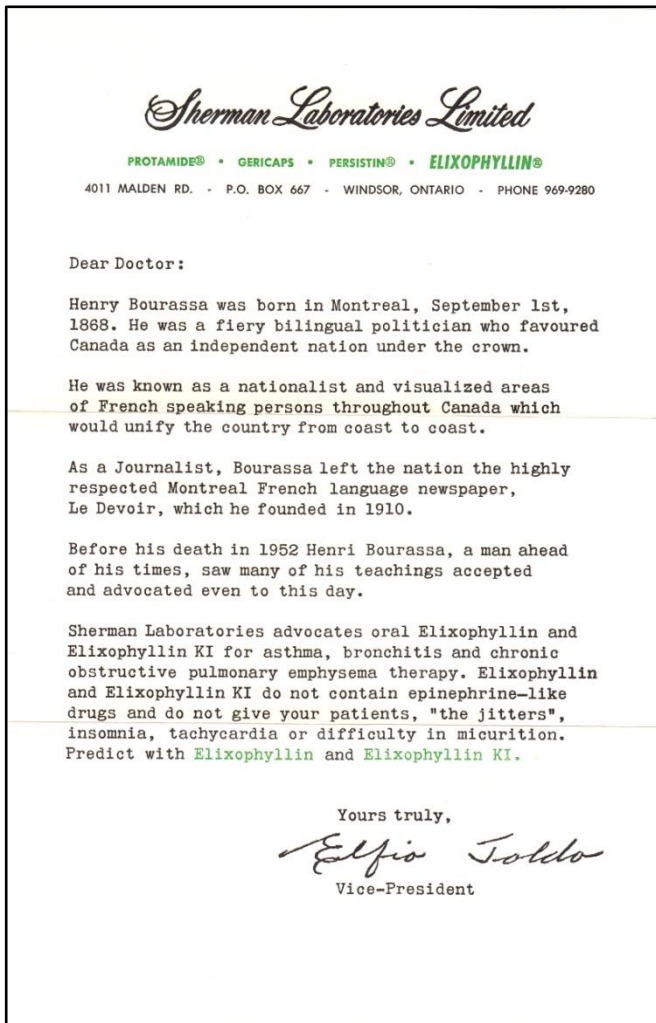 Sherman Laboratories Limited
PROTAMIDE® • GERICAPS • PERSISTIN® • ELIXOPHYLLIN®
4011 MALDEN RD. - P.O. BOX 667 - WINDSOR, ONTARIO - PHONE 969-9280
Dear Doctor:
Henry Bourassa was born in Montreal, September 1st,
1868. He was a fiery bilingual politician who favoured
Canada as an independent nation under the crown.
He was known as a nationalist and visualized areas
of French speaking persons throughout Canada which
would unify the country from coast to coast.
As a Journalist, Bourassa left the nation the highly
respected Montreal French language newspaper,
Le Devoir, which he founded in 1910.
Before his death in 1952 Henri Bourassa, a man ahead
of his times, saw many of his teachings accepted
and advocated even to this day.
Sherman Laboratories advocates oral Elixophyllin and
Elixophyllin KI for asthma, bronchitis and chronic
obstructive pulmonary emphysema therapy. Elixophyllin
and Elixophyllin KI do not contain epinephrine-like
drugs and do not give your patients, "the jitters",
insomnia, tachycardia or difficulty in micurition.
Predict with Elixophyllin and Elixophyllin KI.
Yours truly,
Elfio Toldo
Vice-President